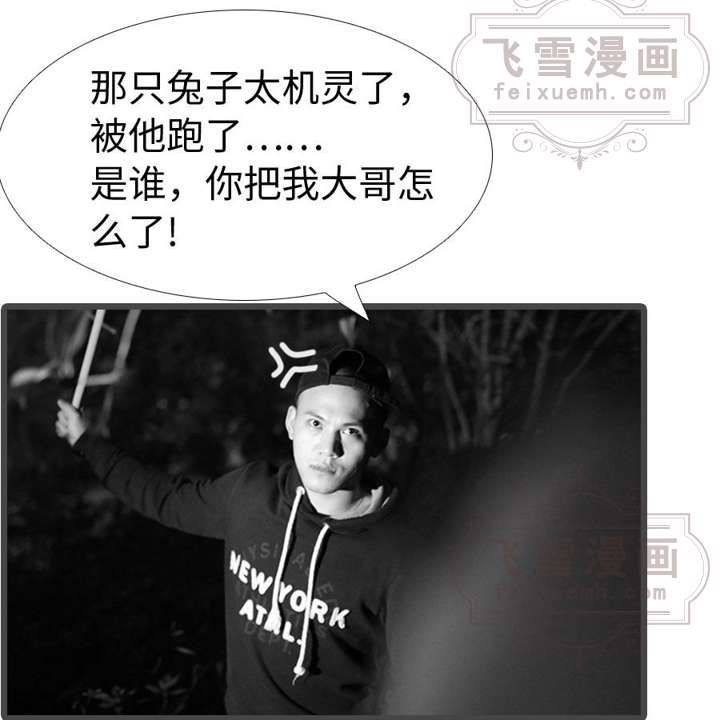 飞雪漫画
feixuemh.com
那只兔子太机灵了，
被他跑了……
是谁，你把我大哥怎
么了!
NEW YORK
ATHL.
DEPT.
飞雪漫画
feixuemh.com